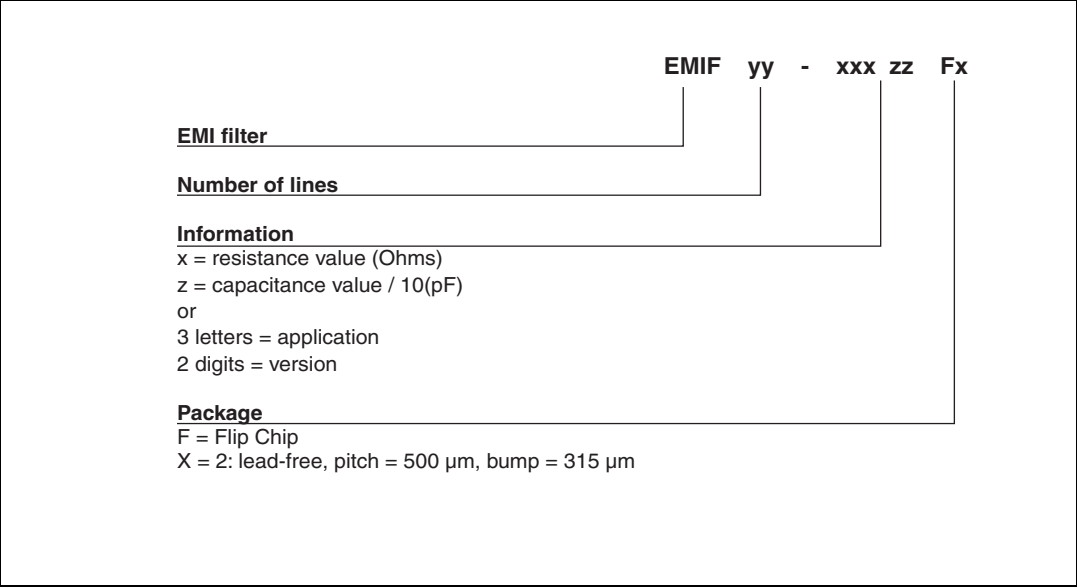 EMIF yy - xxx zz Fx
EMI filter
Number of lines
Information
x = resistance value (Ohms)
z = capacitance value / 10(pF)
or
3 letters = application
2 digits = version
Package
F = Flip Chip
X = 2: lead-free, pitch = 500 µm, bump = 315 µm